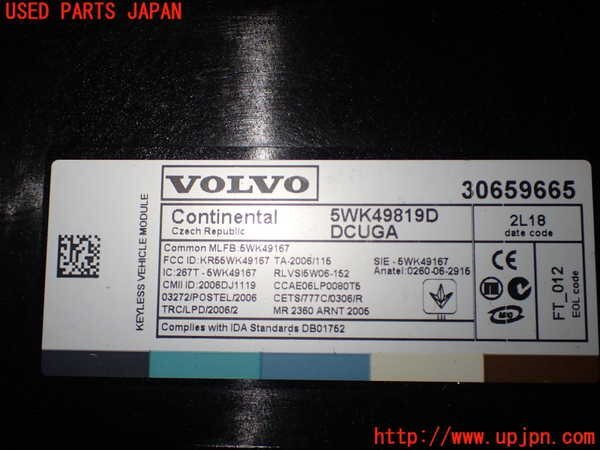 USED PARTS JAPAN
KEYLESS VEHICLE MODULE
VOLVO
30659665
Continental
Czech Republic
5WK49819D
DCUGA
2L18
date code
Common MLFB:5WK49167
FCC ID: KR55WK49167 TA-2006/116
SIE - 5WK49167
IC:267T - 5WK49167 RLVSI5W06-152
Anatel:0260-06-2915
CMII ID:2006DJ1119 CCAE06LP0080T5
03272/POSTEL/2006 CETS/777C/0306/R
TRC/LPD/2006/2 MR 2360 ARNT 2005
Complies with IDA Standards DB01752
FT_012
EOL code
http://www.upjpn.com/